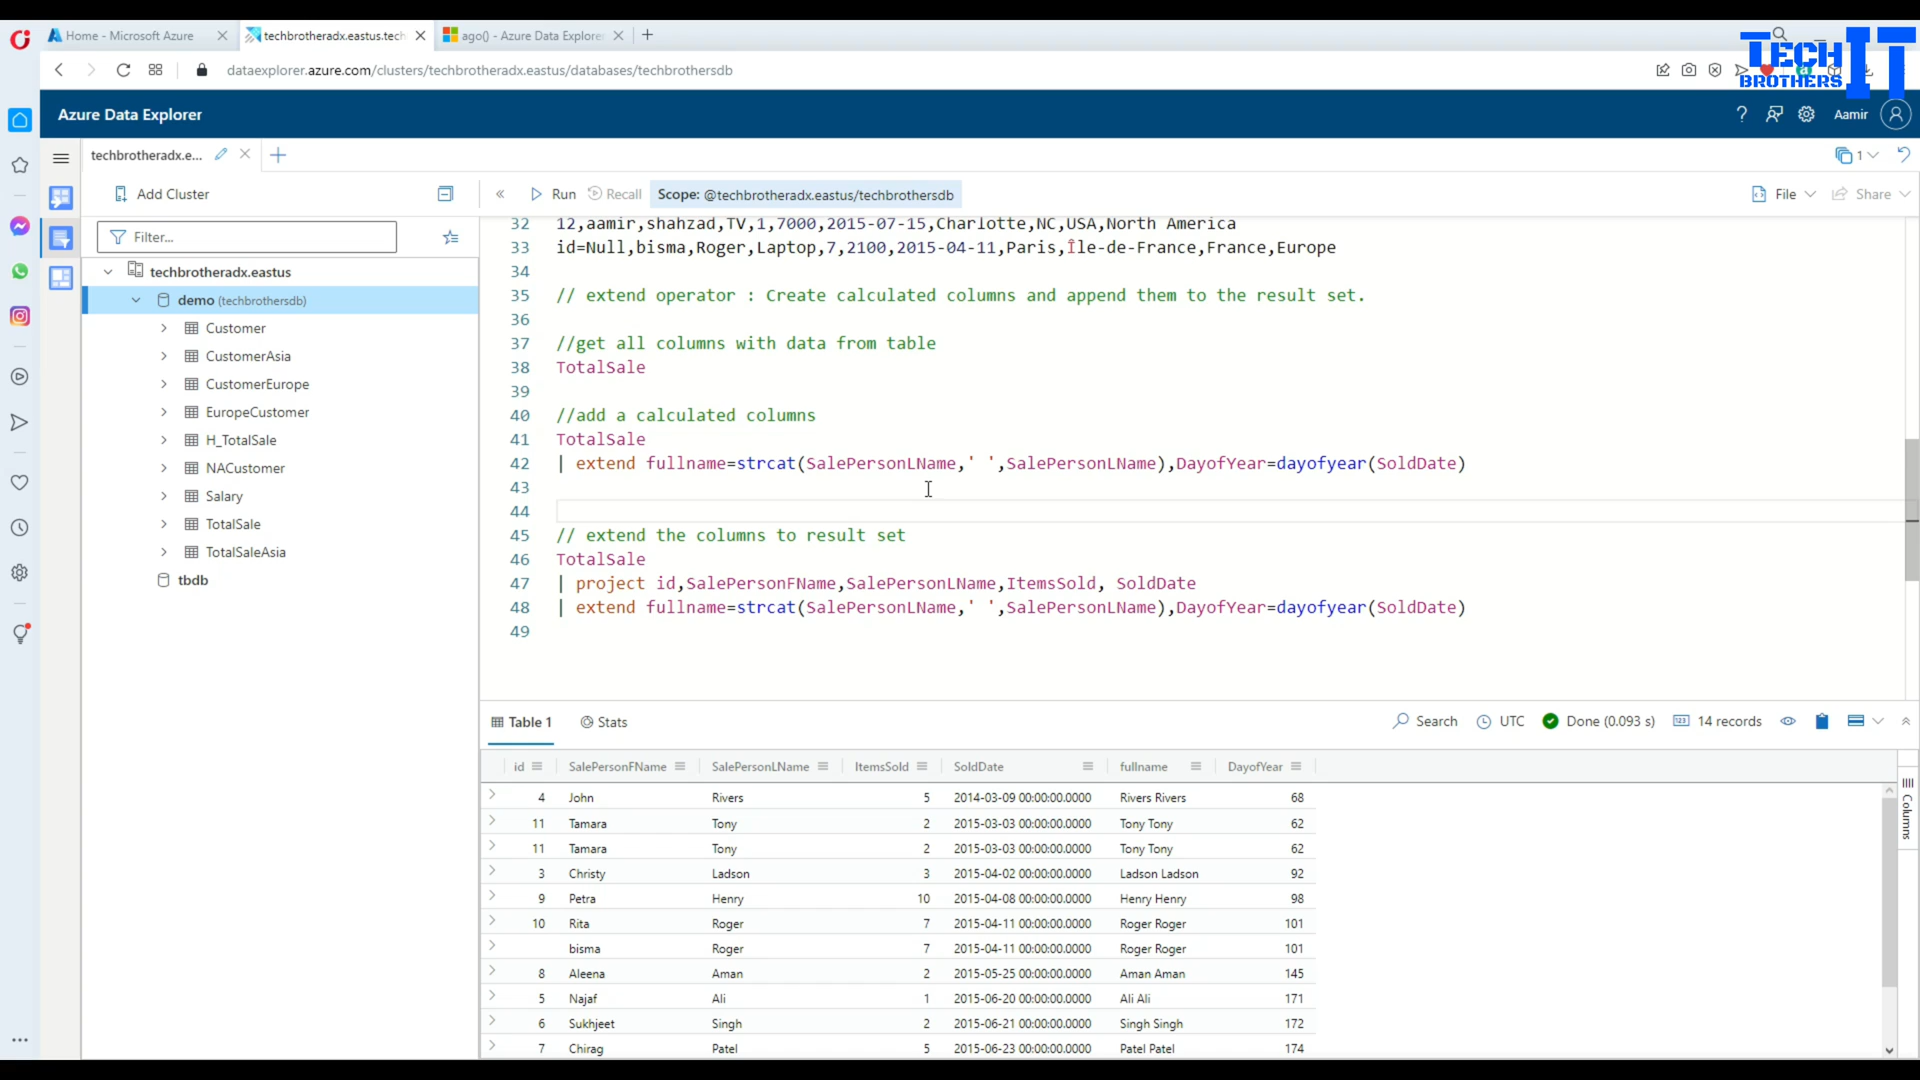 Home - Microsoft Azure
techbrotheradx.eastus.tech
ago() - Azure Data Explorer
TECH IT
BROTHERS
dataexplorer.azure.com/clusters/techbrotheradx.eastus/databases/techbrothersdb
Azure Data Explorer
Aamir
techbrotheradx.e...
1
Add Cluster
Run
Recall
Scope: @techbrotheradx.eastus/techbrothersdb
File
Share
Filter...
techbrotheradx.eastus
demo (techbrothersdb)
Customer
CustomerAsia
CustomerEurope
EuropeCustomer
H_TotalSale
NACustomer
Salary
TotalSale
TotalSaleAsia
tbdb
32 12,aamir,shahzad,TV,1,7000,2015-07-15,Charlotte,NC,USA,North America
33 id=Null,bisma,Roger,Laptop,7,2100,2015-04-11,Paris,Île-de-France,France,Europe
34
35 // extend operator : Create calculated columns and append them to the result set.
36
37 //get all columns with data from table
38 TotalSale
39
40 //add a calculated columns
41 TotalSale
42 | extend fullname=strcat(SalePersonLName,' ',SalePersonLName),DayofYear=dayofyear(SoldDate)
43
44
45 // extend the columns to result set
46 TotalSale
47 | project id,SalePersonFName,SalePersonLName,ItemsSold, SoldDate
48 | extend fullname=strcat(SalePersonLName,' ',SalePersonLName),DayofYear=dayofyear(SoldDate)
49
Table 1 Stats
Search UTC Done (0.093 s) 14 records
id SalePersonFName SalePersonLName ItemsSold SoldDate fullname DayofYear
4 John Rivers 5 2014-03-09 00:00:00.0000 Rivers Rivers 68
11 Tamara Tony 2 2015-03-03 00:00:00.0000 Tony Tony 62
11 Tamara Tony 2 2015-03-03 00:00:00.0000 Tony Tony 62
3 Christy Ladson 3 2015-04-02 00:00:00.0000 Ladson Ladson 92
9 Petra Henry 10 2015-04-08 00:00:00.0000 Henry Henry 98
10 Rita Roger 7 2015-04-11 00:00:00.0000 Roger Roger 101
bisma Roger 7 2015-04-11 00:00:00.0000 Roger Roger 101
8 Aleena Aman 2 2015-05-25 00:00:00.0000 Aman Aman 145
5 Najaf Ali 1 2015-06-20 00:00:00.0000 Ali Ali 171
6 Sukhjeet Singh 2 2015-06-21 00:00:00.0000 Singh Singh 172
7 Chirag Patel 5 2015-06-23 00:00:00.0000 Patel Patel 174
Columns